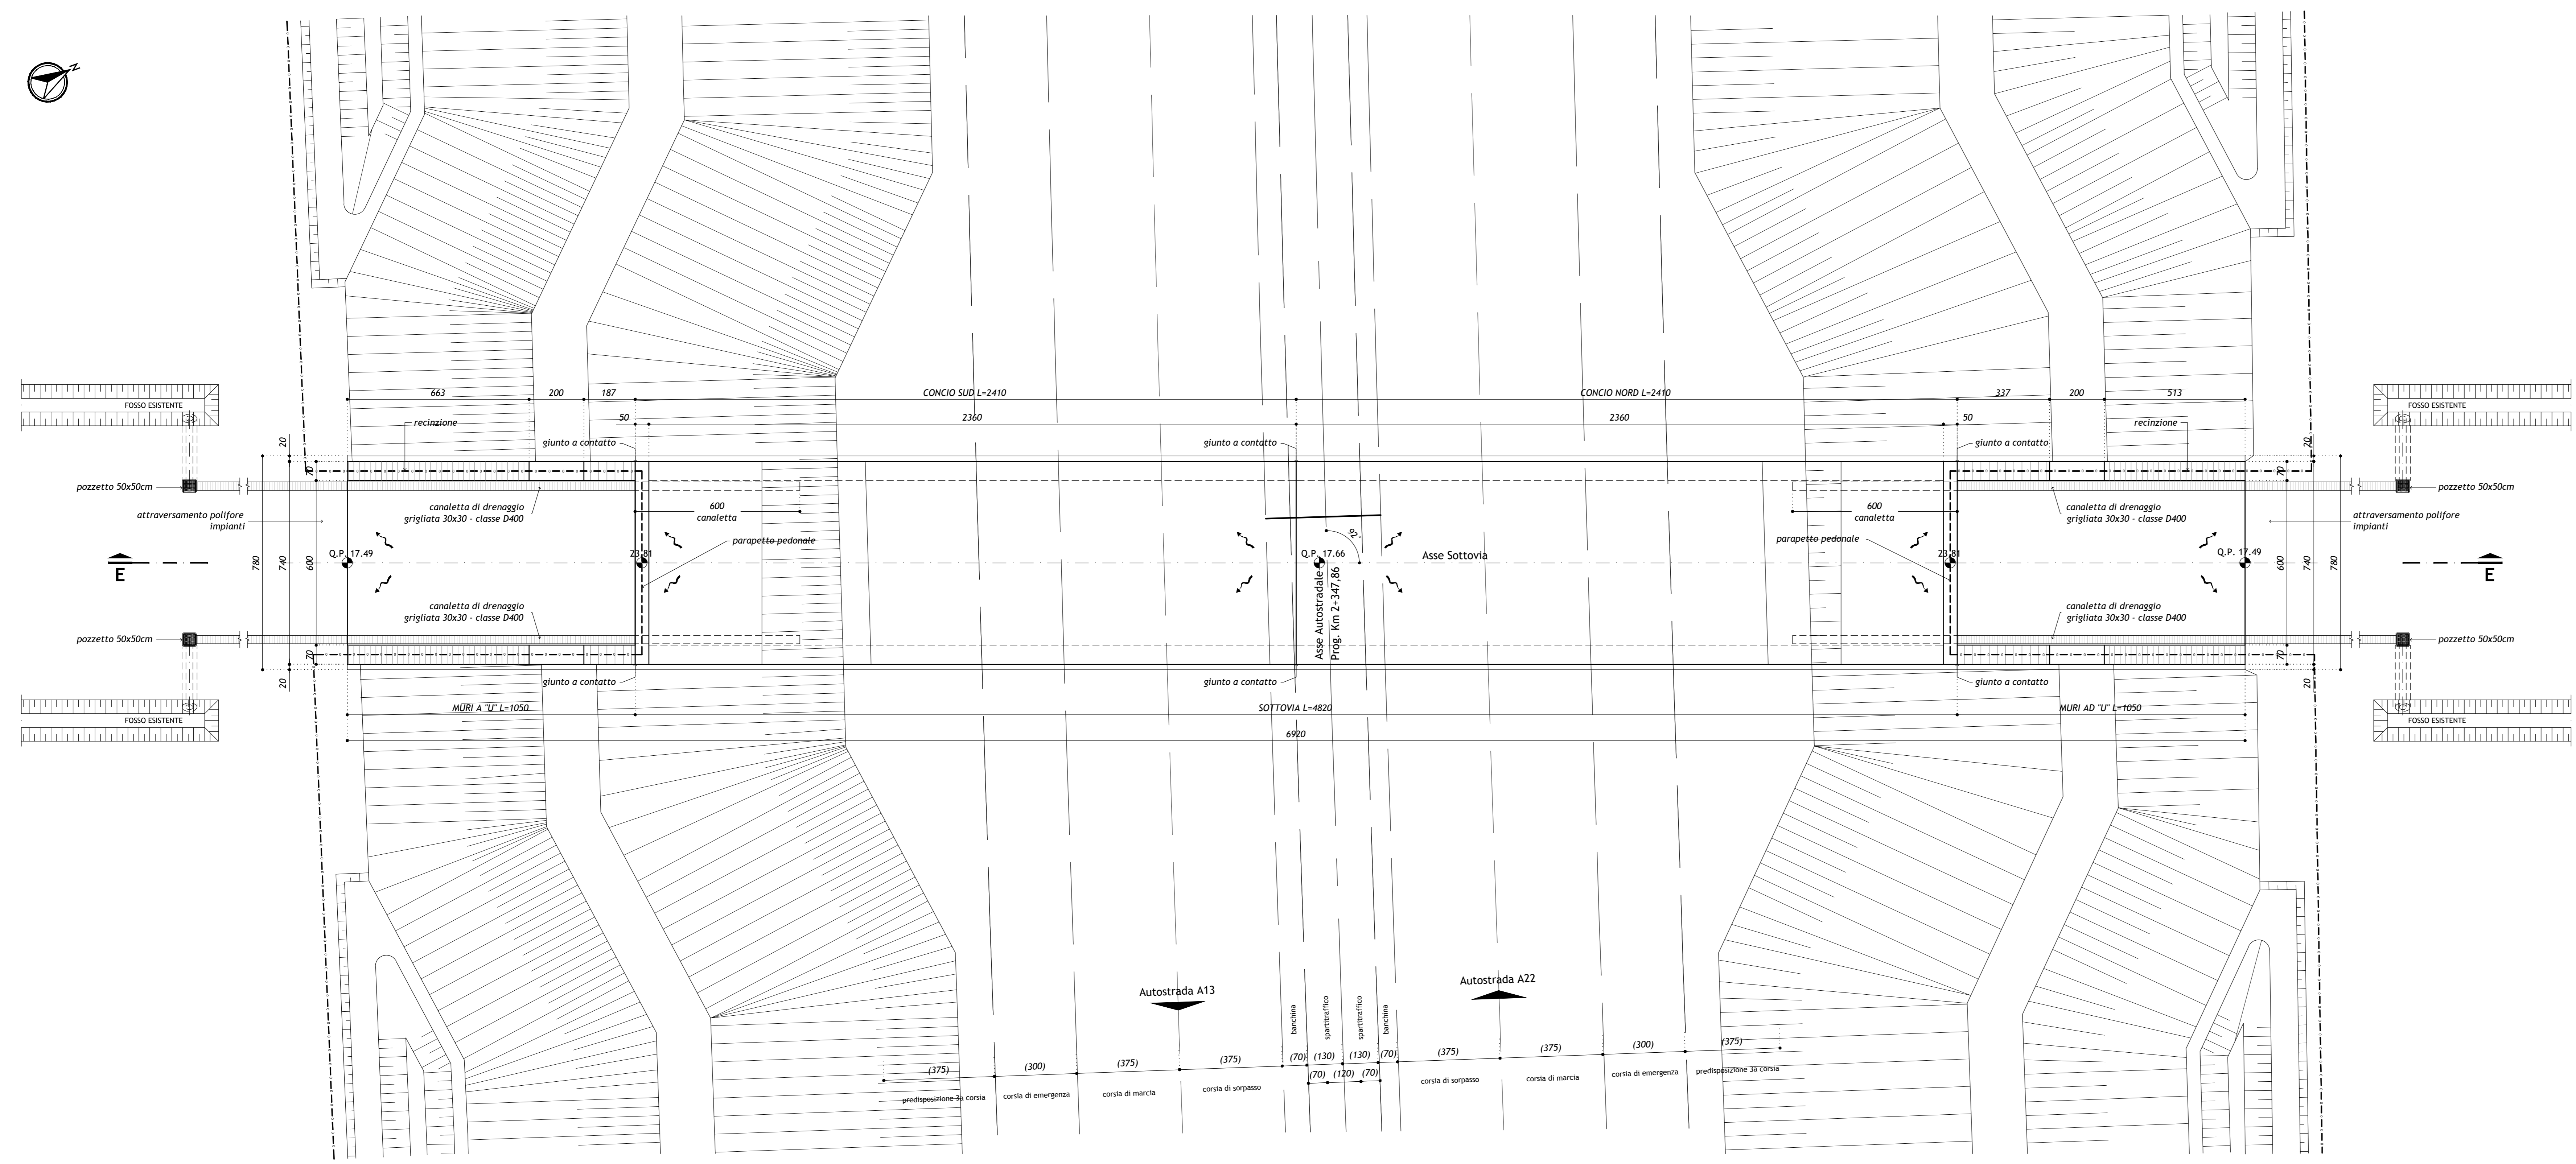 N
663
200
187
CONCIO SUD L=2410
CONCIO NORD L=2410
337
200
513
FOSSO ESISTENTE
FOSSO ESISTENTE
50
2360
2360
50
recinzione
recinzione
20
giunto a contatto
giunto a contatto
giunto a contatto
20
70
70
pozzetto 50x50cm
pozzetto 50x50cm
canaletta di drenaggio
grigliata 30x30 - classe D400
600
canaletta
600
canaletta
canaletta di drenaggio
grigliata 30x30 - classe D400
attraversamento polifore
impianti
attraversamento polifore
impianti
parapetto pedonale
parapetto pedonale
92°
Q.P. 17.49
23.81
Q.P. 17.66
Asse Sottovia
23.81
Q.P. 17.49
E
E
780
740
600
600
740
780
Asse Autostradale
Prog. Km 2+347,86
canaletta di drenaggio
grigliata 30x30 - classe D400
canaletta di drenaggio
grigliata 30x30 - classe D400
pozzetto 50x50cm
pozzetto 50x50cm
70
70
20
giunto a contatto
giunto a contatto
giunto a contatto
20
MURI A "U" L=1050
SOTTOVIA L=4820
MURI AD "U" L=1050
FOSSO ESISTENTE
FOSSO ESISTENTE
6920
Autostrada A13
Autostrada A22
banchina
spartitraffico
spartitraffico
banchina
(375)
(300)
(375)
(375)
(70)
(130)
(130)
(70)
(375)
(375)
(300)
(375)
(70)
(120)
(70)
predisposizione 3a corsia
corsia di emergenza
corsia di marcia
corsia di sorpasso
corsia di sorpasso
corsia di marcia
corsia di emergenza
predisposizione 3a corsia